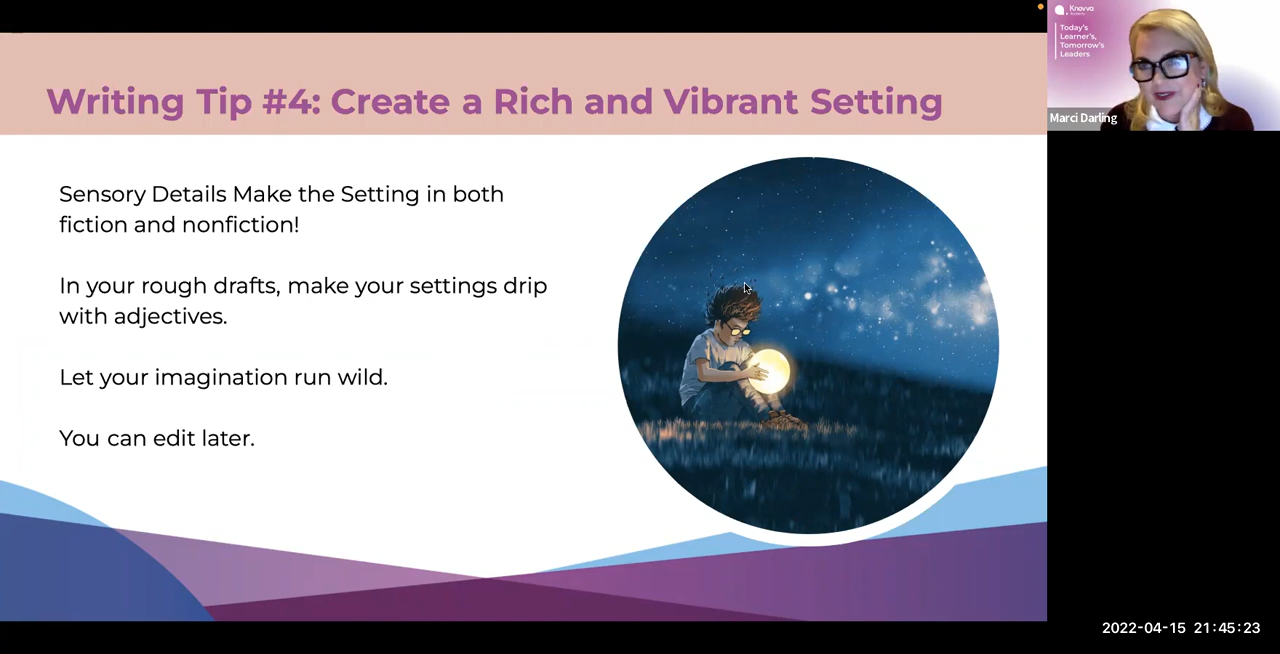 Writing Tip #4: Create a Rich and Vibrant Setting
Sensory Details Make the Setting in both
fiction and nonfiction!
In your rough drafts, make your settings drip
with adjectives.
Let your imagination run wild.
You can edit later.
Knovva
Academy
Today's
Learner's,
Tomorrow's
Leaders
Marci Darling
2022-04-15 21:45:23